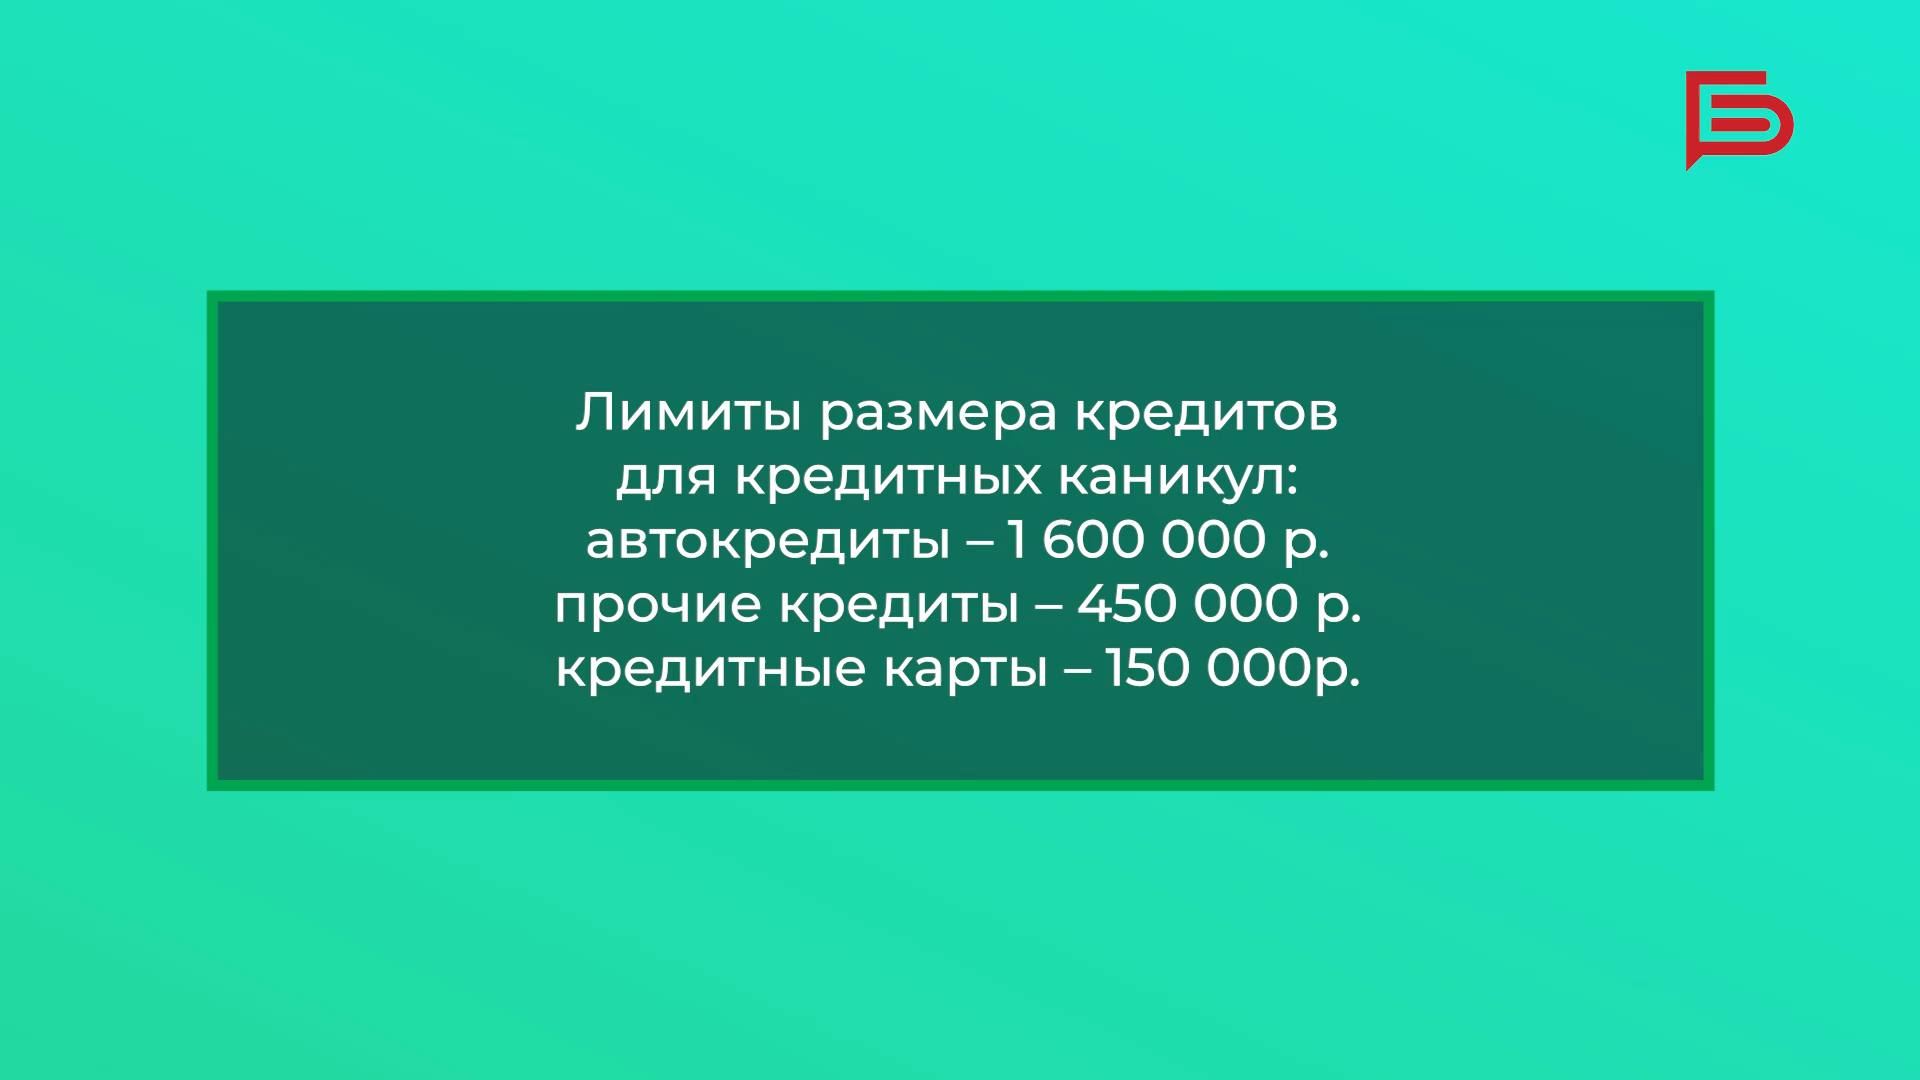 Лимиты размера кредитов
для кредитных каникул:
автокредиты – 1 600 000 р.
прочие кредиты – 450 000 р.
кредитные карты – 150 000р.